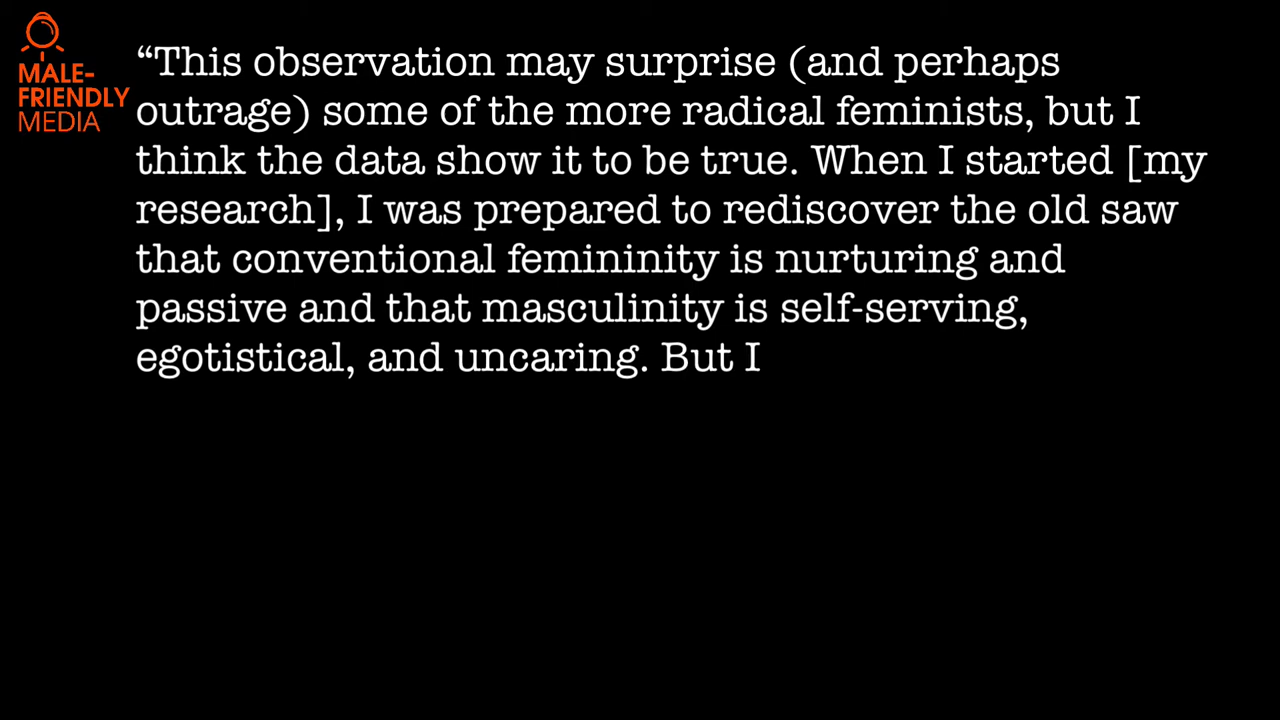 MALE-
FRIENDLY
MEDIA
“This observation may surprise (and perhaps
outrage) some of the more radical feminists, but I
think the data show it to be true. When I started [my
research], I was prepared to rediscover the old saw
that conventional femininity is nurturing and
passive and that masculinity is self-serving,
egotistical, and uncaring. But I